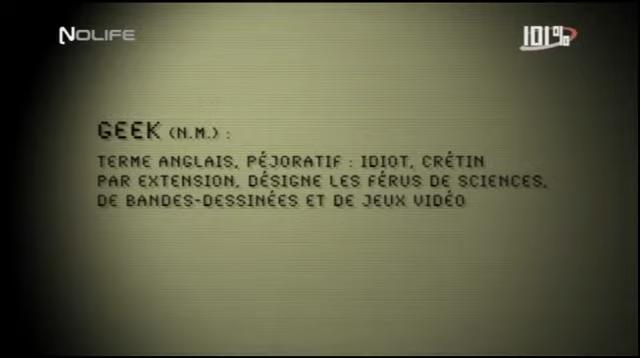 NOLIFE
101%
GEEK (N.M.) :
TERME ANGLAIS, PÉJORATIF : IDIOT, CRÉTIN
PAR EXTENSION, DÉSIGNE LES FÉRUS DE SCIENCES,
DE BANDES-DESSINÉES ET DE JEUX VIDÉO